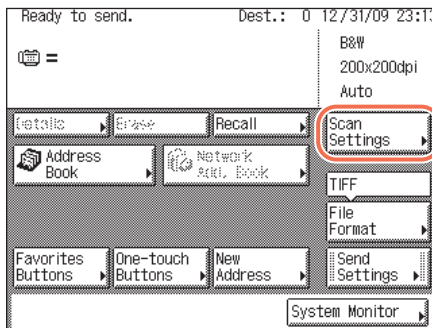 Ready to send.
Dest.: 0 12/31/09 23:13
=
B&W
200x200dpi
Auto
Details
Erase
Recall
Scan
Settings
Address
Book
Network
Add. Book
TIFF
File
Format
Favorites
Buttons
One-touch
Buttons
New
Address
Send
Settings
System Monitor